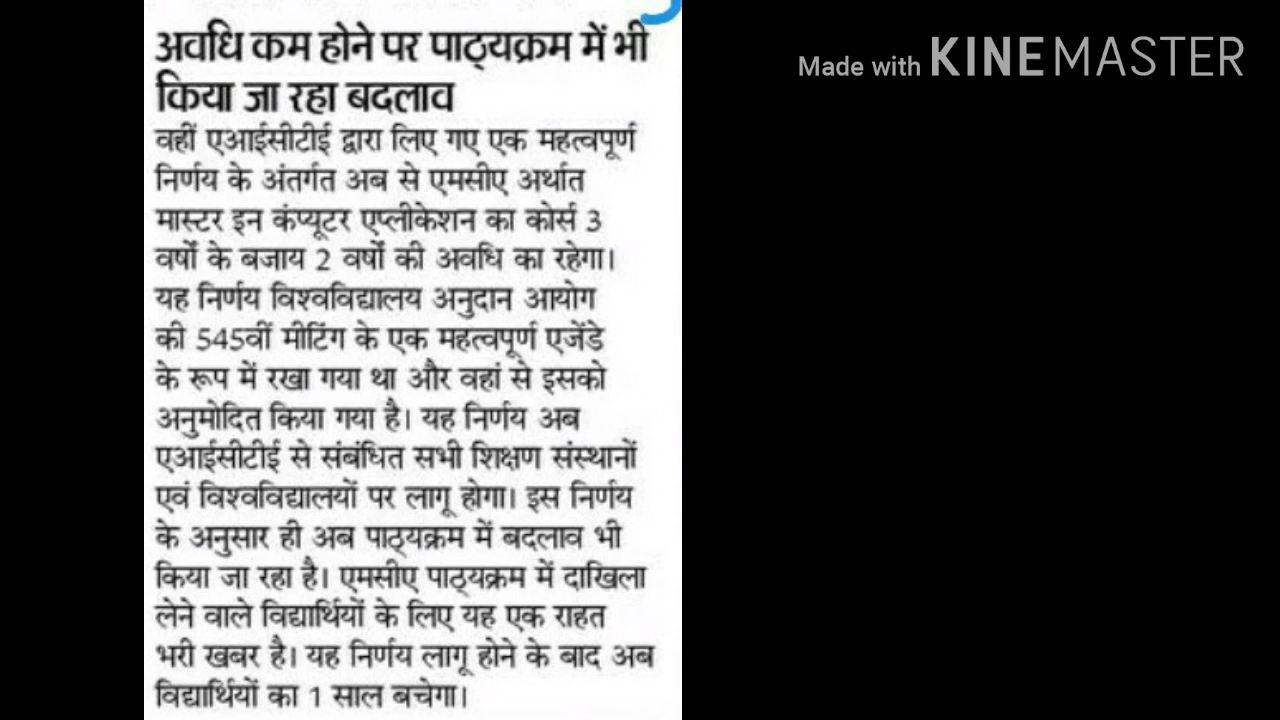 अवधि कम होने पर पाठ्यक्रम में भी
किया जा रहा बदलाव
वहीं एआईसीटीई द्वारा लिए गए एक महत्वपूर्ण
निर्णय के अंतर्गत अब से एमसीए अर्थात
मास्टर इन कंप्यूटर एप्लीकेशन का कोर्स 3
वर्षों के बजाय 2 वर्षों की अवधि का रहेगा।
यह निर्णय विश्वविद्यालय अनुदान आयोग
की 545वीं मीटिंग के एक महत्वपूर्ण एजेंडे
के रूप में रखा गया था और वहां से इसको
अनुमोदित किया गया है। यह निर्णय अब
एआईसीटीई से संबंधित सभी शिक्षण संस्थानों
एवं विश्वविद्यालयों पर लागू होगा। इस निर्णय
के अनुसार ही अब पाठ्यक्रम में बदलाव भी
किया जा रहा है। एमसीए पाठ्यक्रम में दाखिला
लेने वाले विद्यार्थियों के लिए यह एक राहत
भरी खबर है। यह निर्णय लागू होने के बाद अब
विद्यार्थियों का 1 साल बचेगा।
Made with KINEMASTER